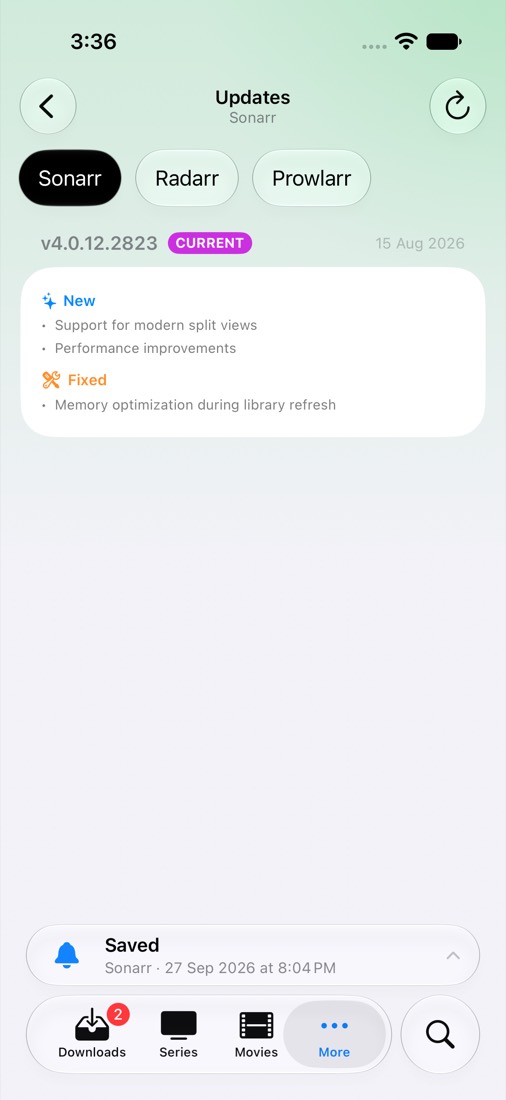 3:36
Updates
Sonarr
Sonarr Radarr Prowlarr
v4.0.12.2823 CURRENT 15 Aug 2026
New
• Support for modern split views
• Performance improvements
Fixed
• Memory optimization during library refresh
Saved
Sonarr · 27 Sep 2026 at 8:04 PM
2
Downloads Series Movies More